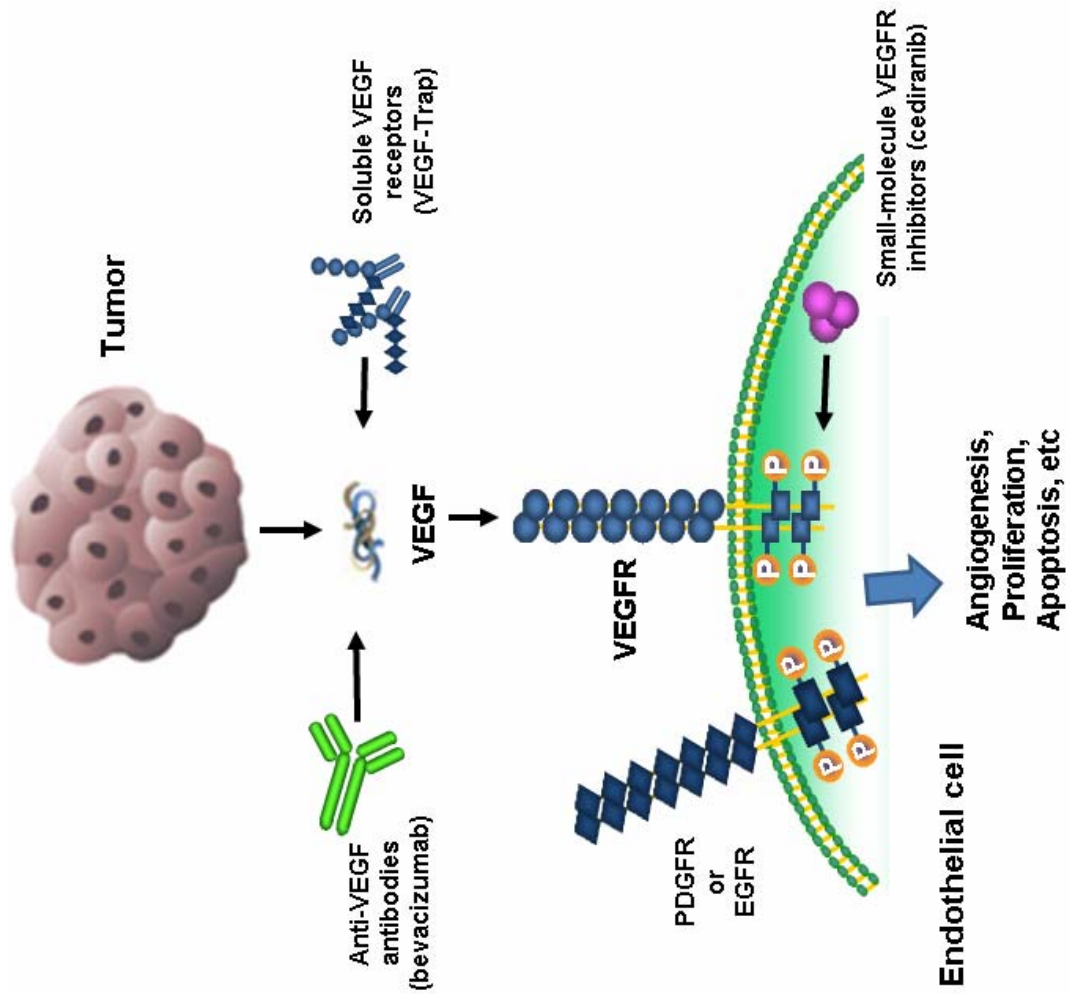 Tumor
Anti-VEGF
antibodies
(bevacizumab)
VEGF
Soluble VEGF
receptors
(VEGF-Trap)
VEGFR
PDGFR
or
EGFR
P
P
P
P
P
P
P
P
Small-molecule VEGFR
inhibitors (cediranib)
Endothelial cell
Angiogenesis,
Proliferation,
Apoptosis, etc